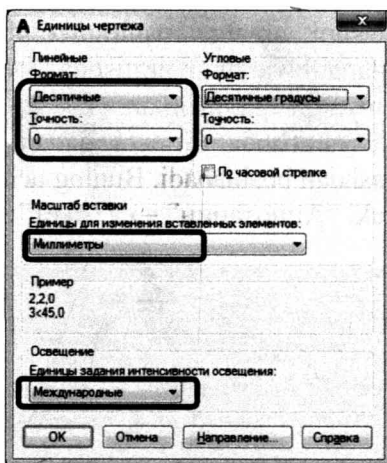 Единицы чертежа
Линейные
Формат:
Десятичные
Точность:
0
Угловые
Формат:
Десятичные градусы
Точность:
0
По часовой стрелке
Масштаб вставки
Единицы для изменения вставленных элементов:
Миллиметры
Пример
2,2,0
3<45,0
Освещение
Единицы задания интенсивности освещения:
Международные
OK
Отмена
Направление...
Справка